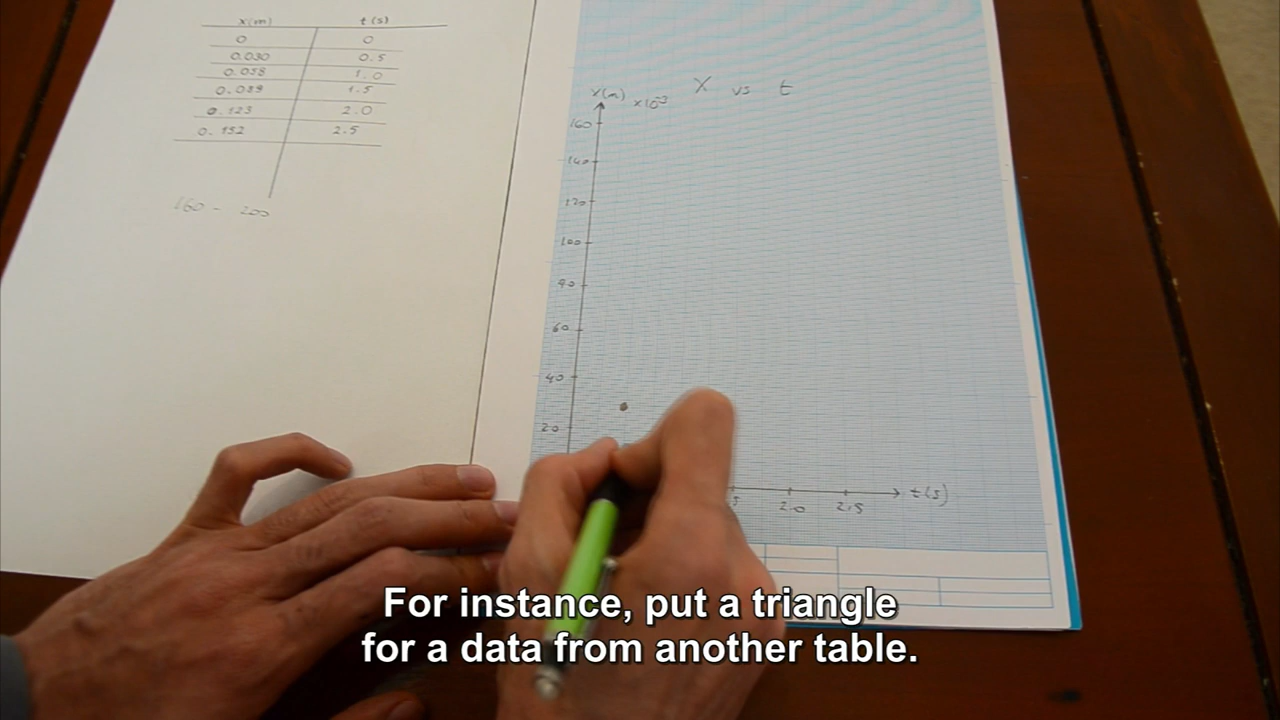 x(m) t(s)
0 0
0.030 0.5
0.058 1.0
0.089 1.5
0.123 2.0
0.152 2.5
160 - 200
X vs t
x(m) x10⁻³
160
140
120
100
80
60
40
20
2.0 2.5 t(s)
For instance, put a triangle
for a data from another table.